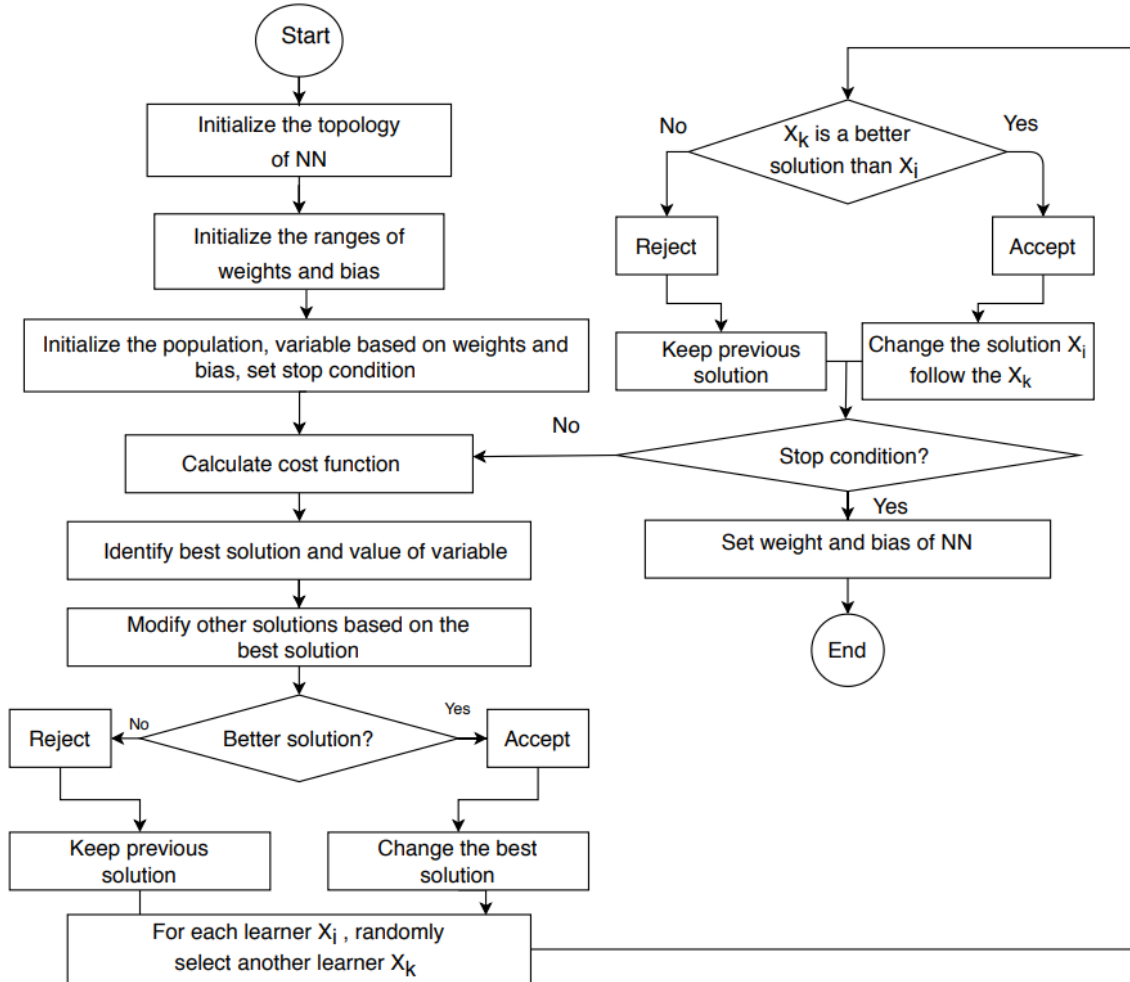 Start
Initialize the topology
of NN
Initialize the ranges of
weights and bias
Initialize the population, variable based on weights and
bias, set stop condition
Calculate cost function
Identify best solution and value of variable
Modify other solutions based on the
best solution
Better solution?
No
Yes
Reject
Accept
Keep previous
solution
Change the best
solution
For each learner Xi , randomly
select another learner Xk
Xk is a better
solution than Xi
No
Yes
Reject
Accept
Keep previous
solution
Change the solution Xi
follow the Xk
Stop condition?
No
Yes
Set weight and bias of NN
End